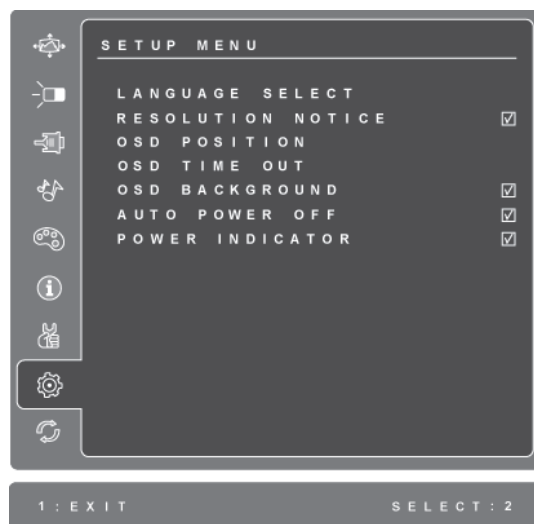 SETUP MENU
LANGUAGE SELECT
RESOLUTION NOTICE
OSD POSITION
OSD TIME OUT
OSD BACKGROUND
AUTO POWER OFF
POWER INDICATOR
1:EXIT SELECT:2